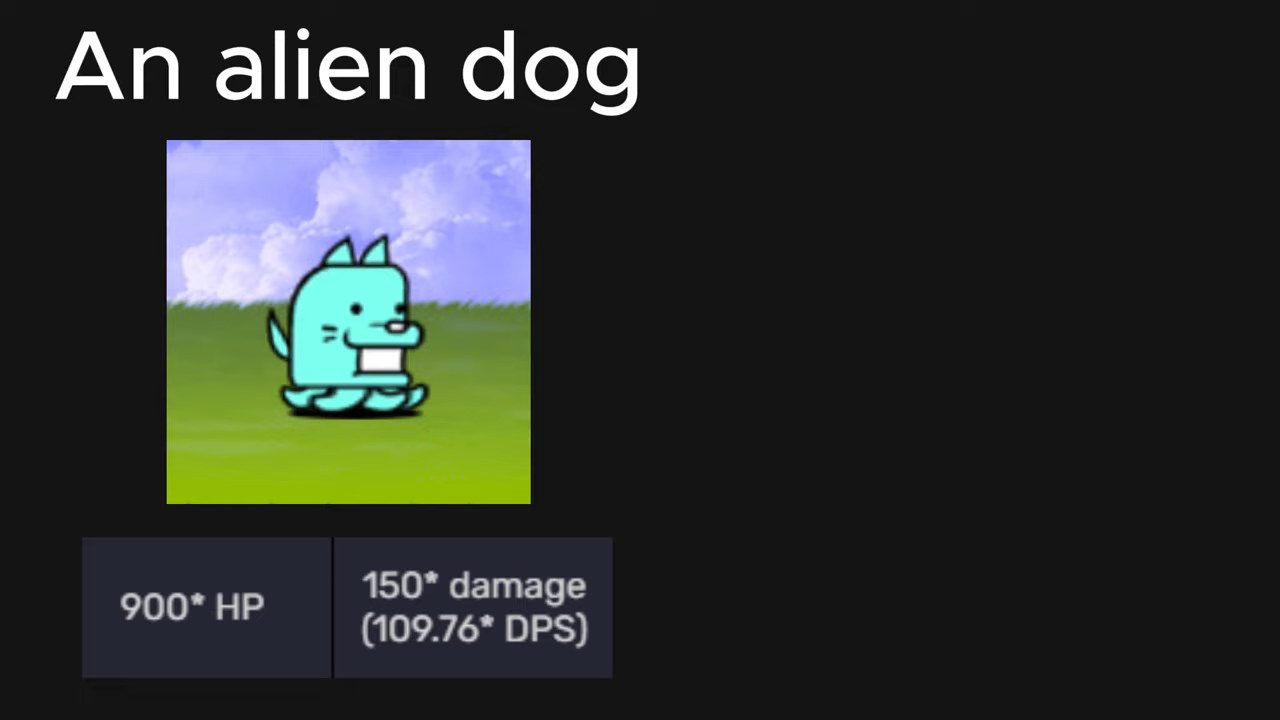 An alien dog
900* HP
150* damage
(109.76* DPS)